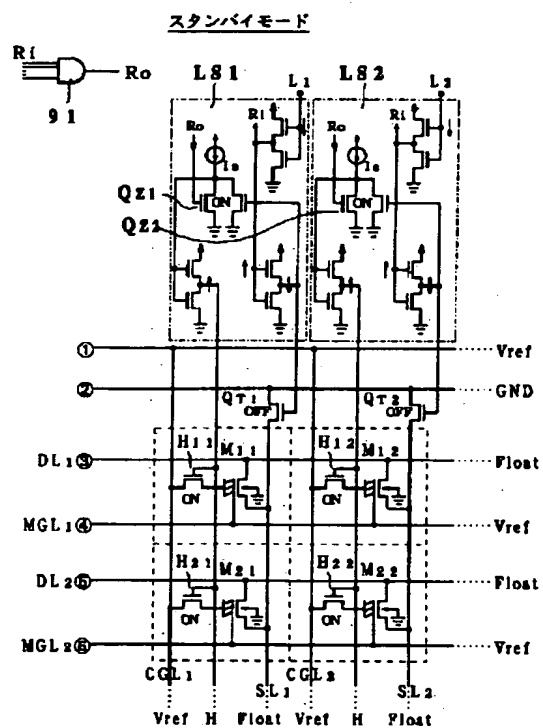 スタンバイモード
Ri
Ro
91
LS1
L1
LS2
L2
Ro
Ri
Ro
Ri
Is
Is
QZ1
ON
ON
QZ2
① Vref
② GND
QT1
OFF
QT2
OFF
H11
M11
H12
M12
DL1③ Float
ON
ON
MGL1④ Vref
H21
M21
H22
M22
DL2⑤ Float
ON
ON
MGL2⑥ Vref
CGL1
SL1
CGL2
SL2
Vref H Float Vref H Float